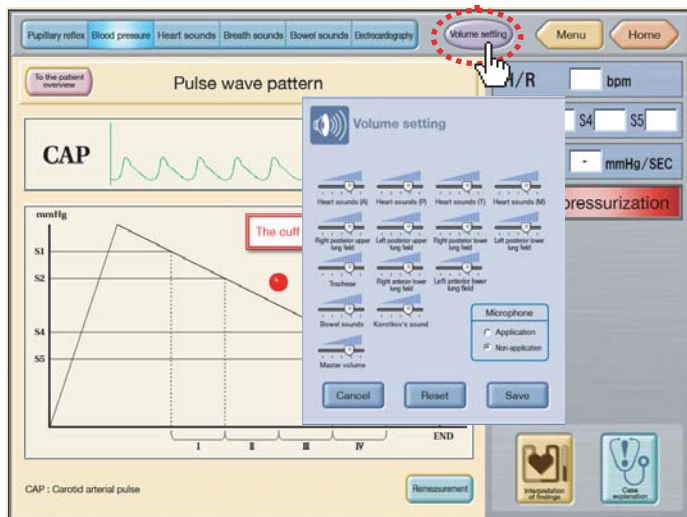 Pupillary reflex Blood pressure Heart sounds Breath sounds Bowel sounds Electrocardiography Volume setting Menu Home
To the patient
overview
Pulse wave pattern
/R bpm
S4 S5
- mmHg/SEC
pressurization
CAP
mmHg
S1
S2
S4
S5
The cuff
I II III IV END
CAP : Carotid arterial pulse
Remeasurement
Volume setting
Heart sounds (A) Heart sounds (P) Heart sounds (T) Heart sounds (M)
Right posterior upper
lung field
Left posterior upper
lung field
Right posterior lower
lung field
Left posterior lower
lung field
Tracheae
Right anterior lower
lung field
Left anterior lower
lung field
Bowel sounds Korotkov's sound
Master volume
Microphone
Application
Non-application
Cancel Reset Save
Interpretation
of findings
Case
explanation